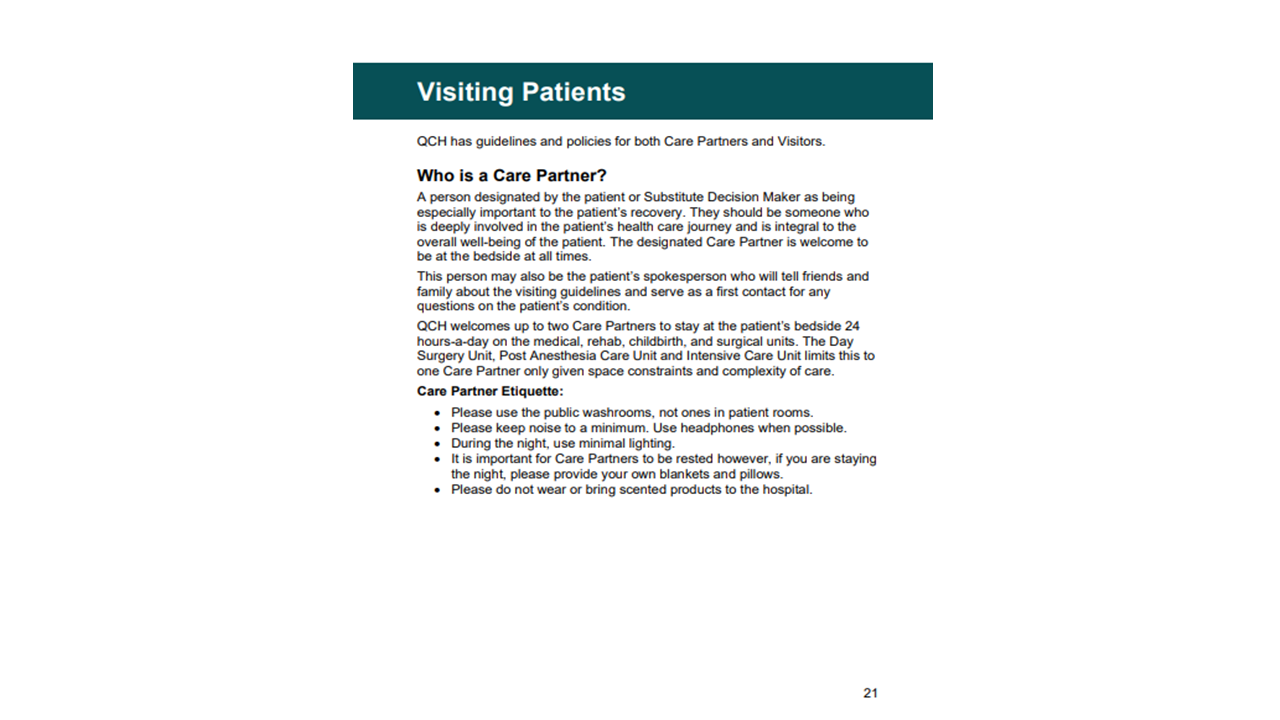 Visiting Patients
QCH has guidelines and policies for both Care Partners and Visitors.
Who is a Care Partner?
A person designated by the patient or Substitute Decision Maker as being
especially important to the patient's recovery. They should be someone who
is deeply involved in the patient's health care journey and is integral to the
overall well-being of the patient. The designated Care Partner is welcome to
be at the bedside at all times.
This person may also be the patient's spokesperson who will tell friends and
family about the visiting guidelines and serve as a first contact for any
questions on the patient's condition.
QCH welcomes up to two Care Partners to stay at the patient's bedside 24
hours-a-day on the medical, rehab, childbirth, and surgical units. The Day
Surgery Unit, Post Anesthesia Care Unit and Intensive Care Unit limits this to
one Care Partner only given space constraints and complexity of care.
Care Partner Etiquette:
• Please use the public washrooms, not ones in patient rooms.
• Please keep noise to a minimum. Use headphones when possible.
• During the night, use minimal lighting.
• It is important for Care Partners to be rested however, if you are staying
the night, please provide your own blankets and pillows.
• Please do not wear or bring scented products to the hospital.
21